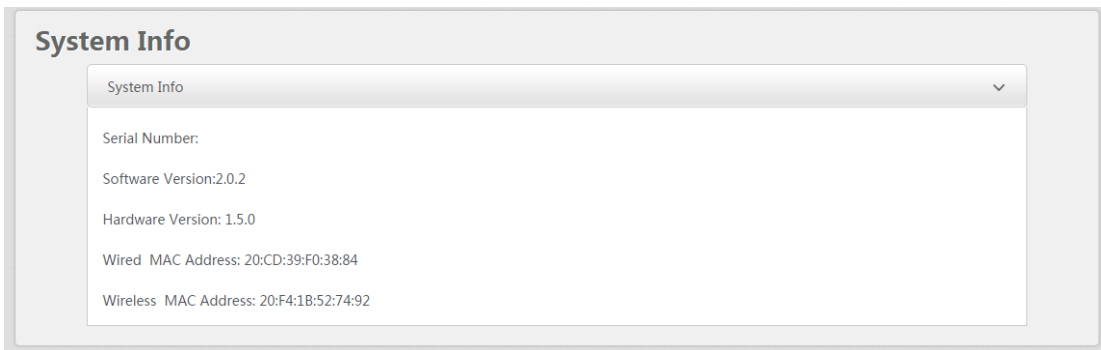 System Info
System Info
Serial Number:
Software Version:2.0.2
Hardware Version: 1.5.0
Wired  MAC Address: 20:CD:39:F0:38:84
Wireless  MAC Address: 20:F4:1B:52:74:92